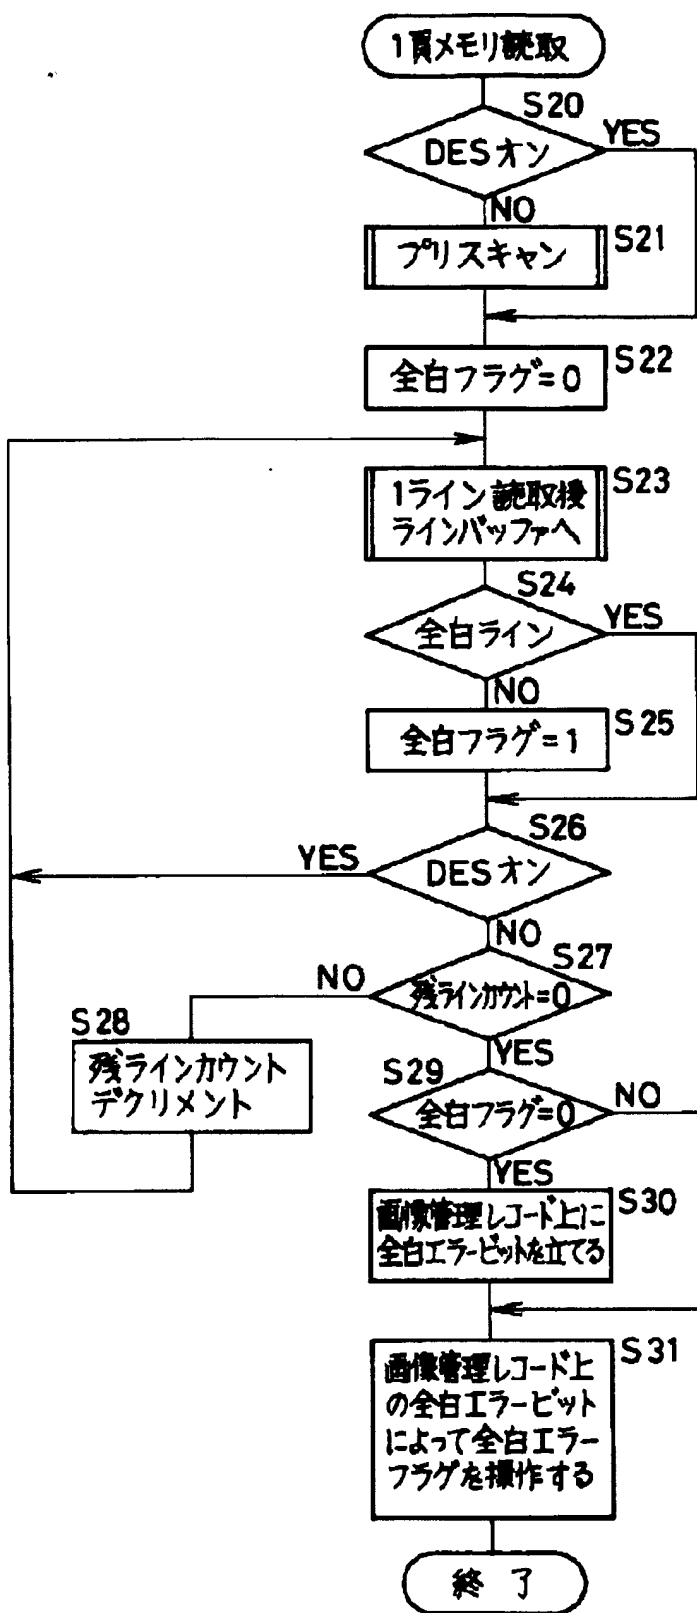 1頁メモリ読取
S20
DESオン
YES
NO
プリスキャン
S21
全白フラグ=0
S22
1ライン読取後
ラインバッファへ
S23
S24
全白ライン
YES
NO
全白フラグ=1
S25
S26
YES
DESオン
NO
S27
NO
残ラインカウント=0
S28
YES
残ラインカウント
デクリメント
S29
全白フラグ=0
NO
YES
画像管理レコード上に
全白エラービットを立てる
S30
画像管理レコード上
の全白エラービット
によって全白エラー
フラグを操作する
S31
終了